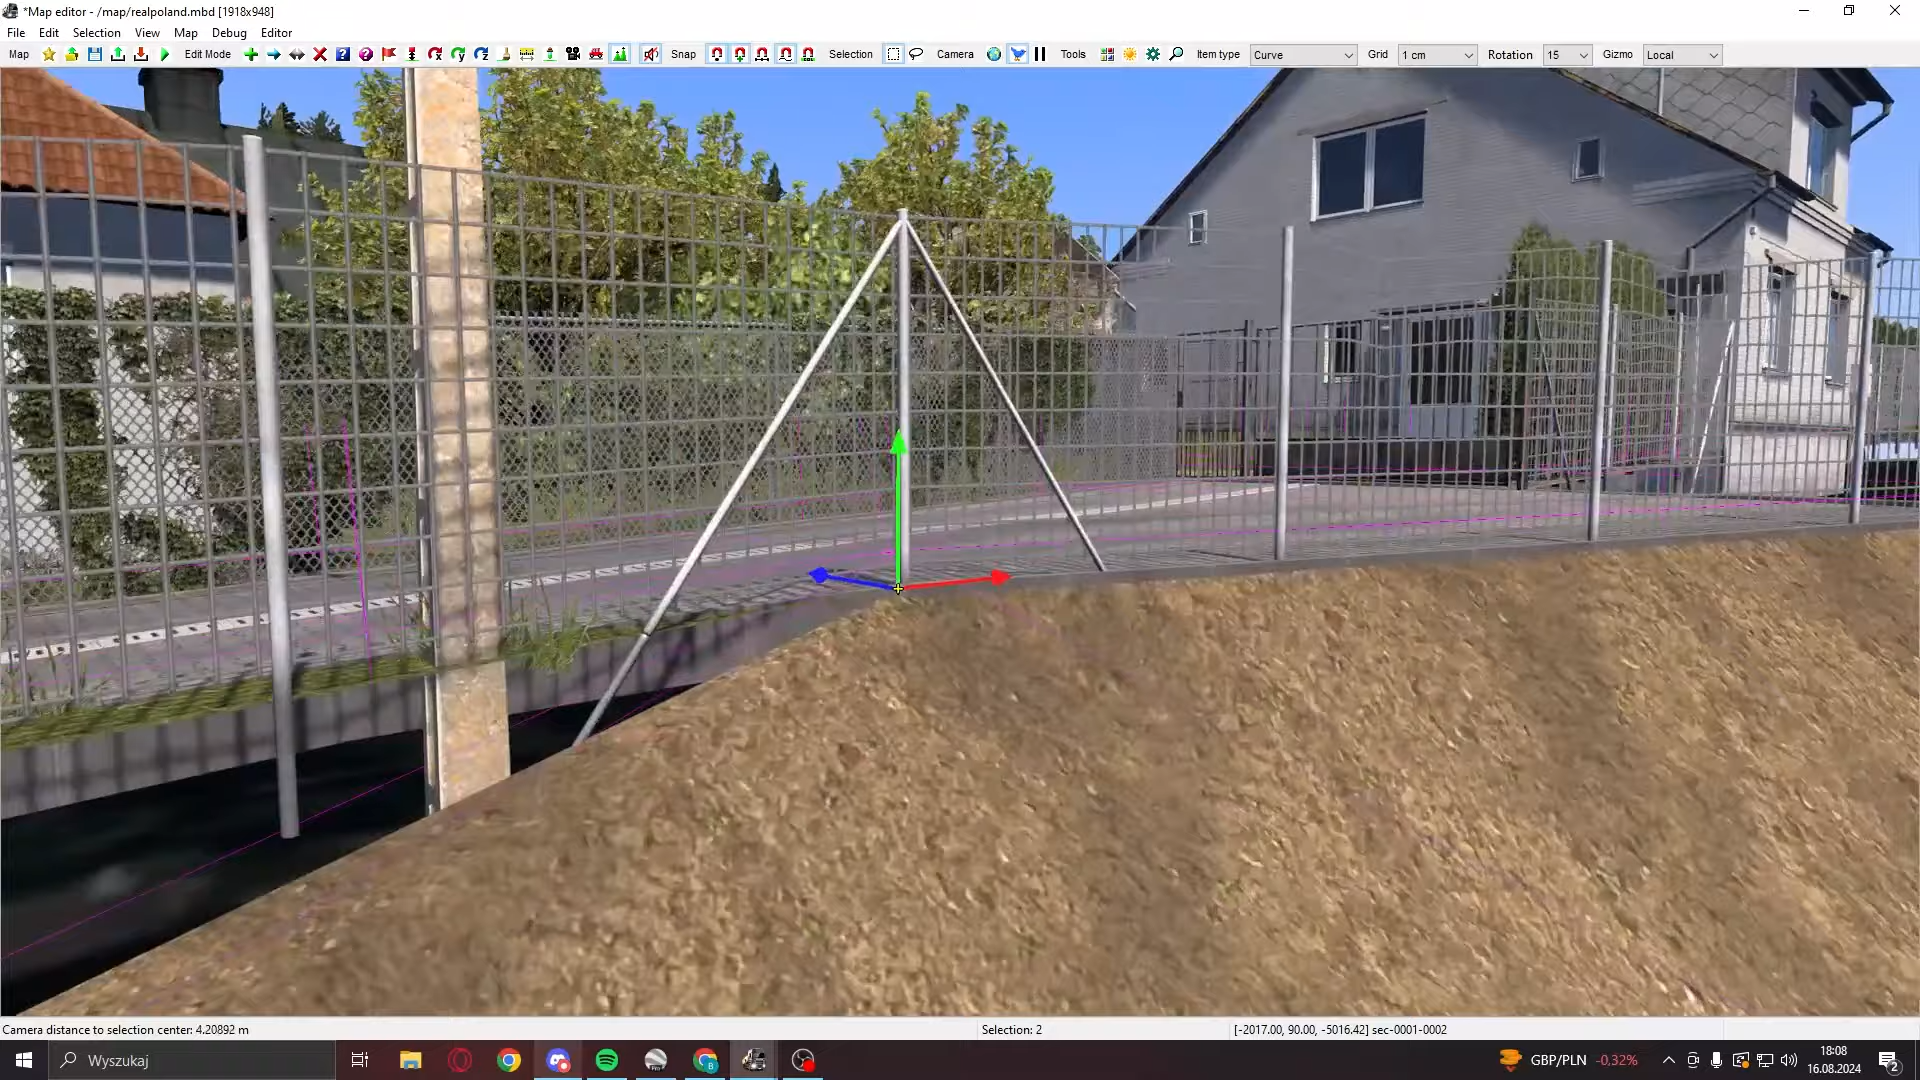 *Map editor - /map/realpoland.mbd [1918x948]
File Edit Selection View Map Debug Editor
Map Edit Mode Snap Selection Camera Tools Item type Curve Grid 1 cm Rotation 15 Gizmo Local
Camera distance to selection center: 4.20892 m Selection: 2 [-2017.00, 90.00, -5016.42] sec-0001-0002
Wyszukaj GBP/PLN -0,32% 18:08
16.08.2024 2